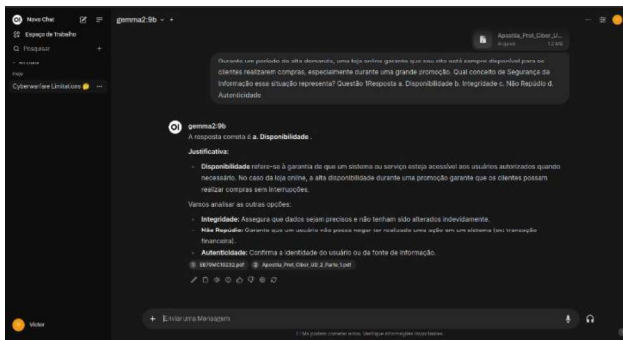 Novo Chat
gemma2:9b
Espaço de Trabalho
Pesquisar
Cyberwarfare Limitations
Apostila_Prot_Ciber_U...
Durante um período de alta demanda, uma loja online garante que seu site está sempre disponível para os
clientes realizarem compras, especialmente durante uma grande promoção. Qual conceito de Segurança da
Informação essa situação representa? Questão 1Resposta a. Disponibilidade b. Integridade c. Não Repúdio d.
Autenticidade
gemma2:9b
A resposta correta é a. Disponibilidade .
Justificativa:
Disponibilidade refere-se à garantia de que um sistema ou serviço esteja acessível aos usuários autorizados quando
necessário. No caso da loja online, a alta disponibilidade durante uma promoção garante que os clientes possam
realizar compras sem interrupções.
Vamos analisar as outras opções:
Integridade: Assegura que dados sejam precisos e não tenham sido alterados indevidamente.
Não Repúdio: Garante que um usuário não possa negar ter realizado uma ação em um sistema (ou transação
financeira).
Autenticidade: Confirma a identidade do usuário ou da fonte de informação.
Apostila_Prot_Ciber_U0_2_Parte_1.pdf
Enviar uma Mensagem
Victor